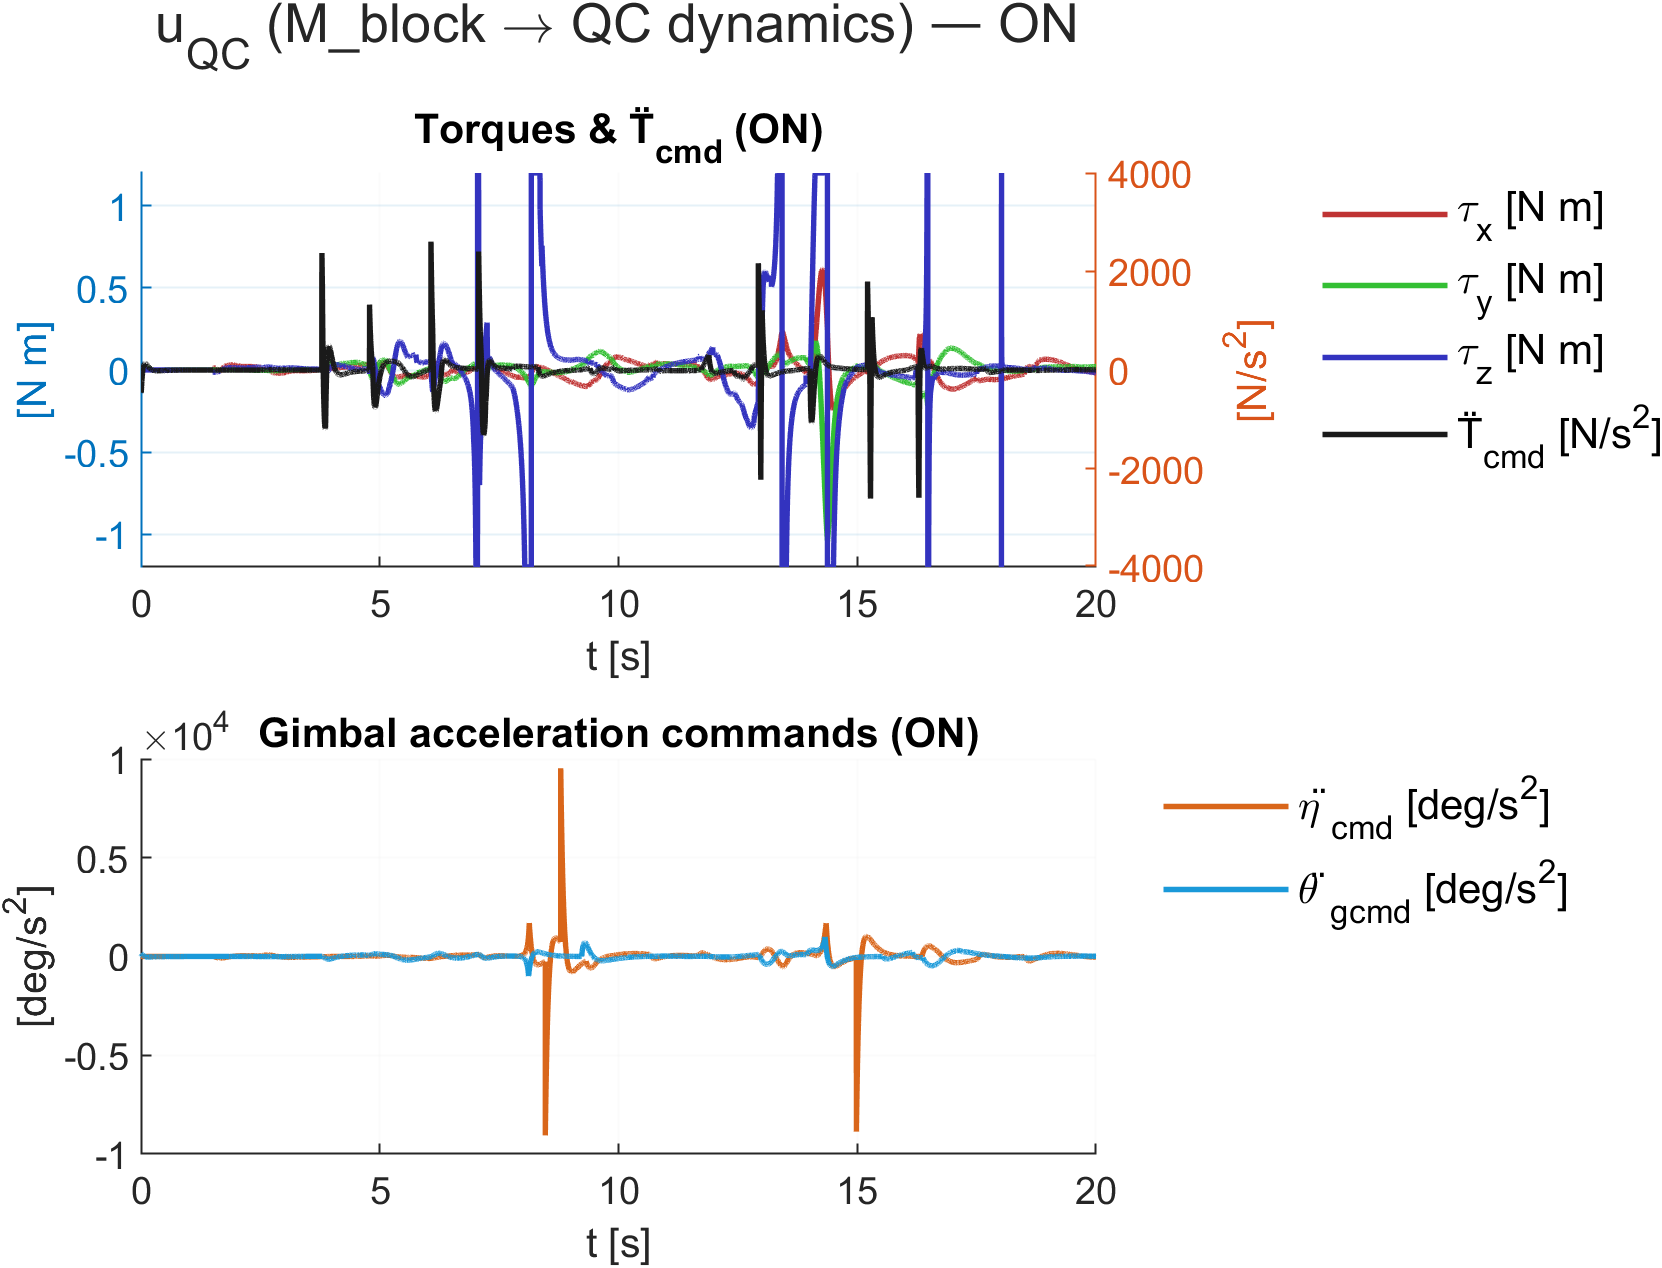 u_QC (M_block → QC dynamics) — ON
Torques & T̈_cmd (ON)
1
0.5
0
-0.5
-1
[N m]
4000
2000
0
-2000
-4000
[N/s²]
0 5 10 15 20
t [s]
τ_x [N m]
τ_y [N m]
τ_z [N m]
T̈_cmd [N/s²]
×10⁴
Gimbal acceleration commands (ON)
1
0.5
0
-0.5
-1
[deg/s²]
0 5 10 15 20
t [s]
η̈_cmd [deg/s²]
θ̈_gcmd [deg/s²]